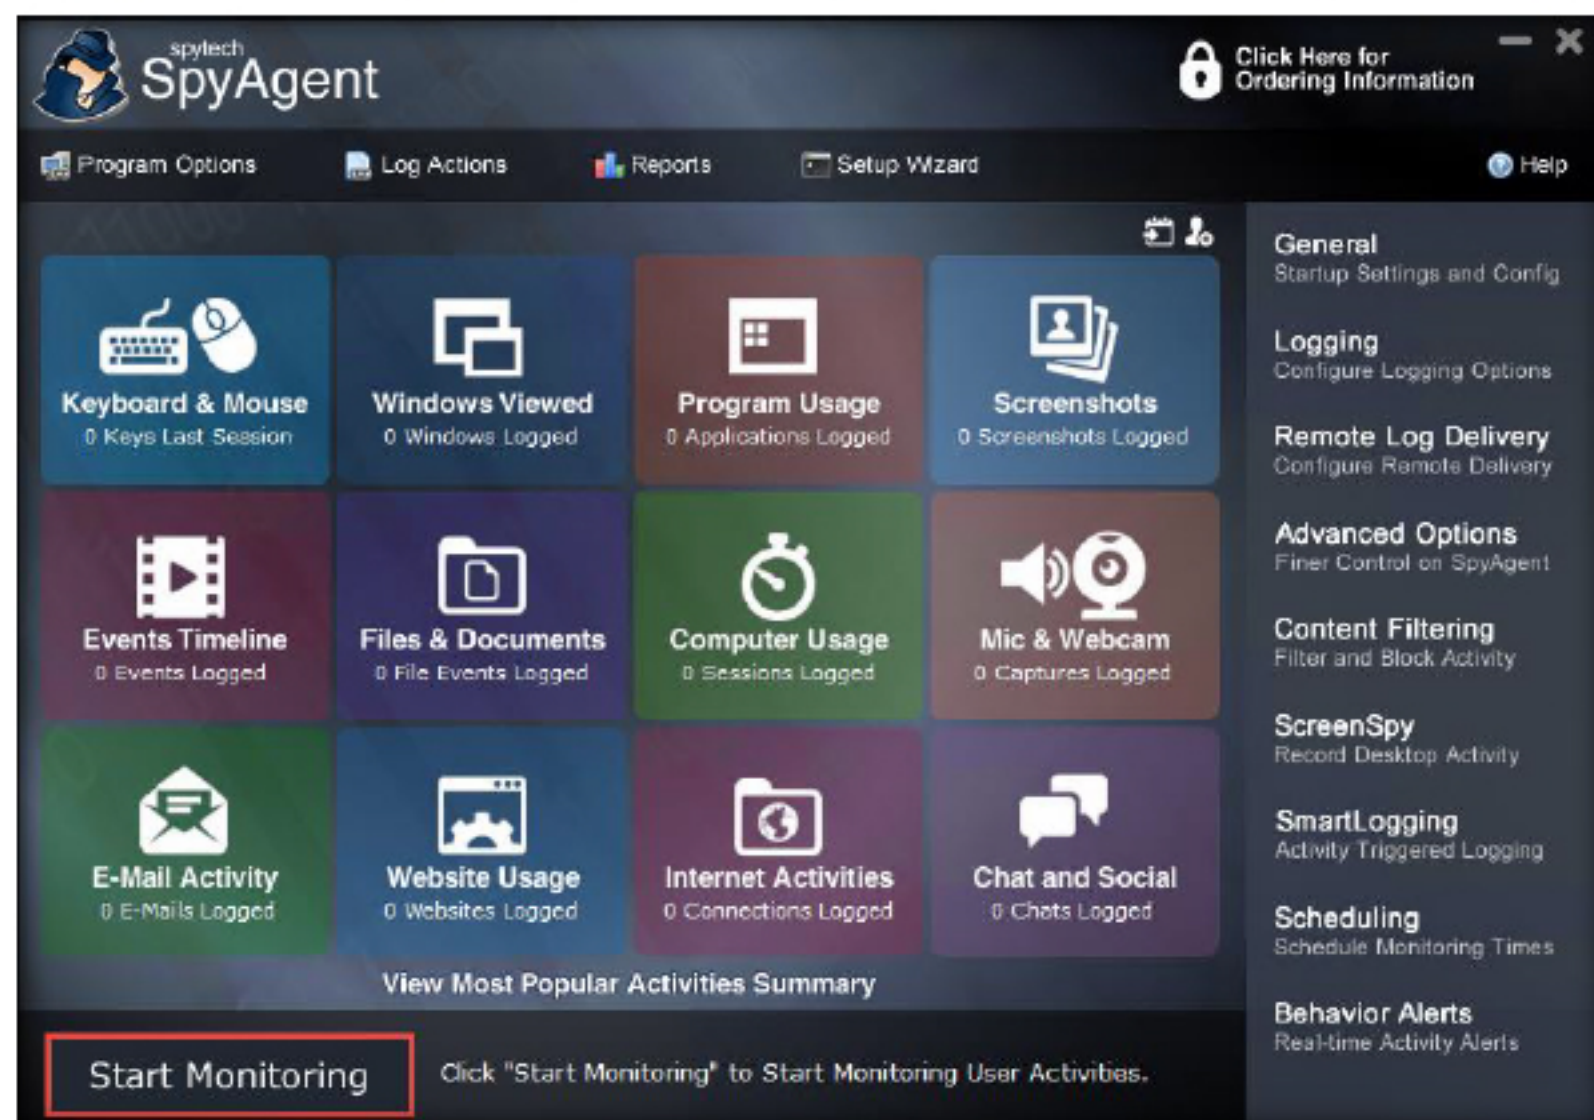 spytech
SpyAgent
Click Here for
Ordering Information
Program Options
Log Actions
Reports
Setup Wizard
Help
Keyboard & Mouse
0 Keys Last Session
Windows Viewed
0 Windows Logged
Program Usage
0 Applications Logged
Screenshots
0 Screenshots Logged
Events Timeline
0 Events Logged
Files & Documents
0 File Events Logged
Computer Usage
0 Sessions Logged
Mic & Webcam
0 Captures Logged
E-Mail Activity
0 E-Mails Logged
Website Usage
0 Websites Logged
Internet Activities
0 Connections Logged
Chat and Social
0 Chats Logged
View Most Popular Activities Summary
General
Startup Settings and Config
Logging
Configure Logging Options
Remote Log Delivery
Configure Remote Delivery
Advanced Options
Finer Control on SpyAgent
Content Filtering
Filter and Block Activity
ScreenSpy
Record Desktop Activity
SmartLogging
Activity Triggered Logging
Scheduling
Schedule Monitoring Times
Behavior Alerts
Real-time Activity Alerts
Start Monitoring
Click "Start Monitoring" to Start Monitoring User Activities.